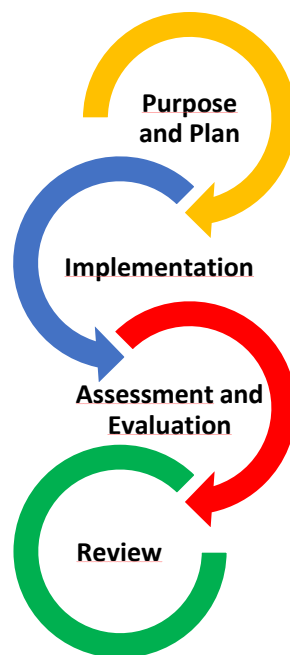 Purpose
and Plan
Implementation
Assessment and
Evaluation
Review